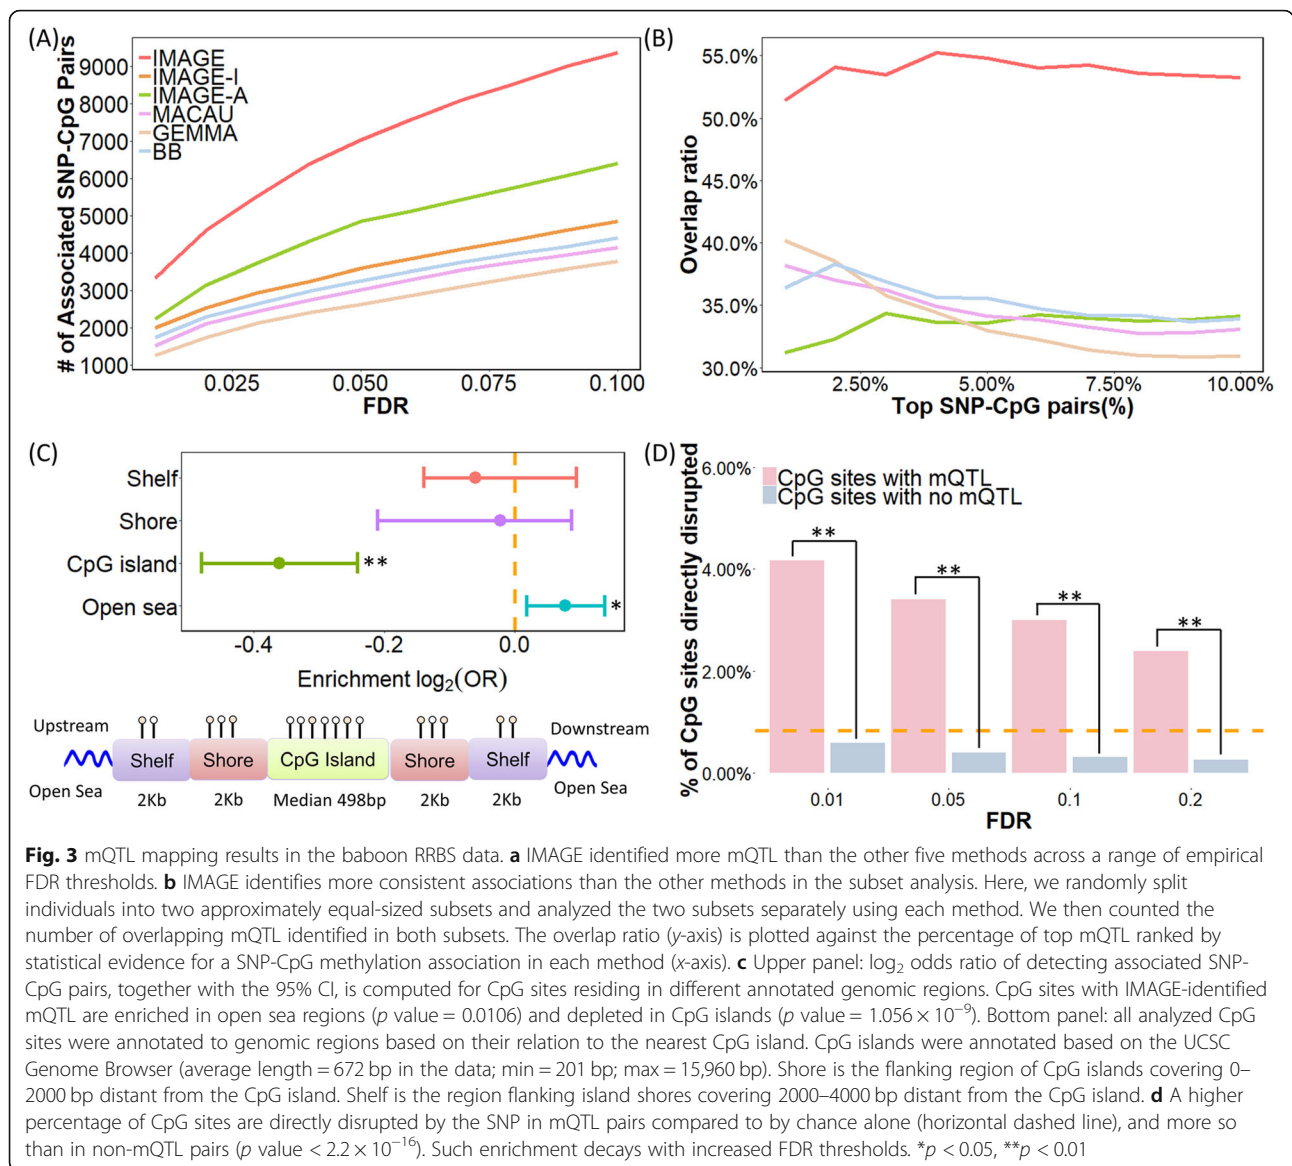 (A)
# of Associated SNP-CpG Pairs
9000
8000
7000
6000
5000
4000
3000
2000
1000
IMAGE
IMAGE-I
IMAGE-A
MACAU
GEMMA
BB
0.025
0.050
0.075
0.100
FDR
(B)
Overlap ratio
55.0%
50.0%
45.0%
40.0%
35.0%
30.0%
2.50%
5.00%
7.50%
10.00%
Top SNP-CpG pairs(%)
(C)
Shelf
Shore
CpG island
Open sea
**
*
-0.4
-0.2
0.0
Enrichment log₂(OR)
Upstream
Downstream
Shelf
Shore
CpG Island
Shore
Shelf
Open Sea
2Kb
2Kb
Median 498bp
2Kb
2Kb
Open Sea
(D)
% of CpG sites directly disrupted
6.00%
4.00%
2.00%
0.00%
CpG sites with mQTL
CpG sites with no mQTL
**
**
**
**
0.01
0.05
0.1
0.2
FDR
Fig. 3 mQTL mapping results in the baboon RRBS data. a IMAGE identified more mQTL than the other five methods across a range of empirical
FDR thresholds. b IMAGE identifies more consistent associations than the other methods in the subset analysis. Here, we randomly split
individuals into two approximately equal-sized subsets and analyzed the two subsets separately using each method. We then counted the
number of overlapping mQTL identified in both subsets. The overlap ratio (y-axis) is plotted against the percentage of top mQTL ranked by
statistical evidence for a SNP-CpG methylation association in each method (x-axis). c Upper panel: log₂ odds ratio of detecting associated SNP-
CpG pairs, together with the 95% CI, is computed for CpG sites residing in different annotated genomic regions. CpG sites with IMAGE-identified
mQTL are enriched in open sea regions (p value = 0.0106) and depleted in CpG islands (p value = 1.056 × 10⁻⁹). Bottom panel: all analyzed CpG
sites were annotated to genomic regions based on their relation to the nearest CpG island. CpG islands were annotated based on the UCSC
Genome Browser (average length = 672 bp in the data; min = 201 bp; max = 15,960 bp). Shore is the flanking region of CpG islands covering 0–
2000 bp distant from the CpG island. Shelf is the region flanking island shores covering 2000–4000 bp distant from the CpG island. d A higher
percentage of CpG sites are directly disrupted by the SNP in mQTL pairs compared to by chance alone (horizontal dashed line), and more so
than in non-mQTL pairs (p value < 2.2 × 10⁻¹⁶). Such enrichment decays with increased FDR thresholds. *p < 0.05, **p < 0.01